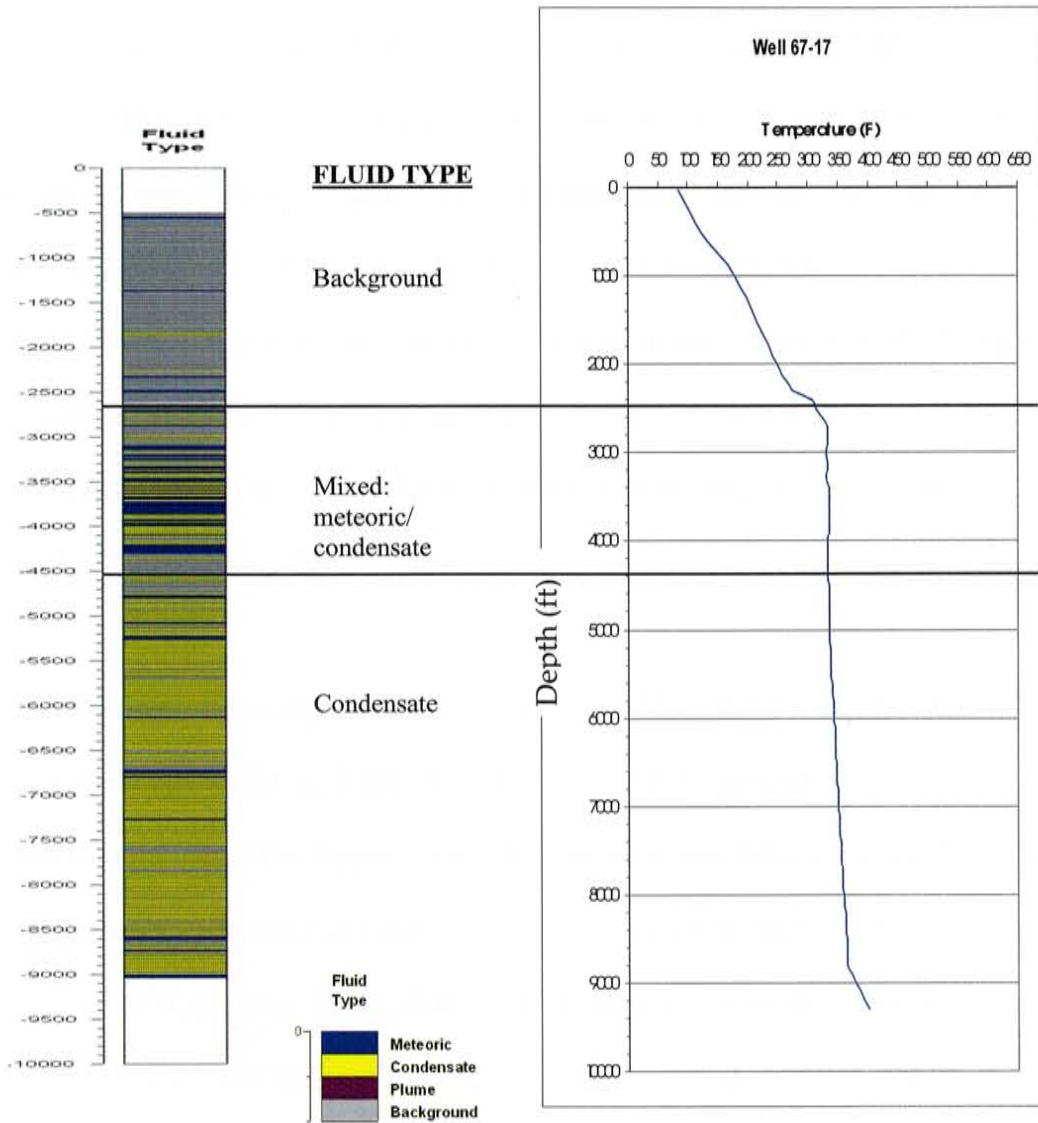 Well 67-17
Fluid
Type
FLUID TYPE
Temperature (F)
0 50 100 150 200 250 300 350 400 450 500 550 600 650
0
-500
-1000
-1500
-2000
-2500
-3000
-3500
-4000
-4500
-5000
-5500
-6000
-6500
-7000
-7500
-8000
-8500
-9000
-9500
-10000
Background
Mixed:
meteoric/
condensate
Condensate
Depth (ft)
0
1000
2000
3000
4000
5000
6000
7000
8000
9000
10000
Fluid
Type
0
Meteoric
Condensate
Plume
Background